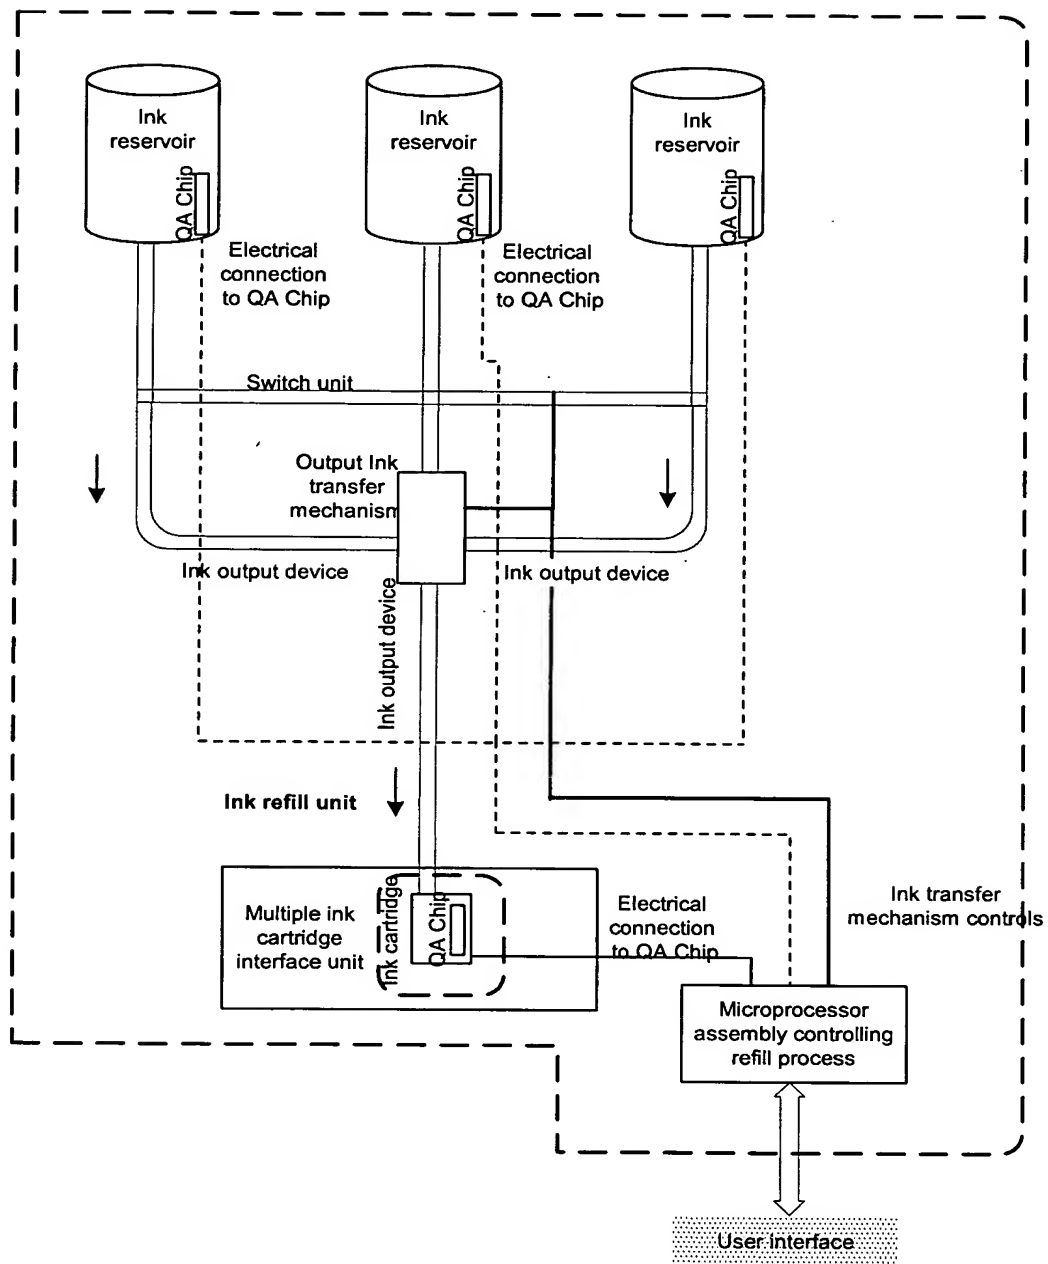 Ink
reservoir
QA Chip
Ink
reservoir
QA Chip
Ink
reservoir
QA Chip
Electrical
connection
to QA Chip
Electrical
connection
to QA Chip
Switch unit
Output Ink
transfer
mechanism
Ink output device
Ink output device
Ink output device
Ink refill unit
Multiple ink
cartridge
interface unit
Ink cartridge
QA Chip
Electrical
connection
to QA Chip
Ink transfer
mechanism controls
Microprocessor
assembly controlling
refill process
User interface